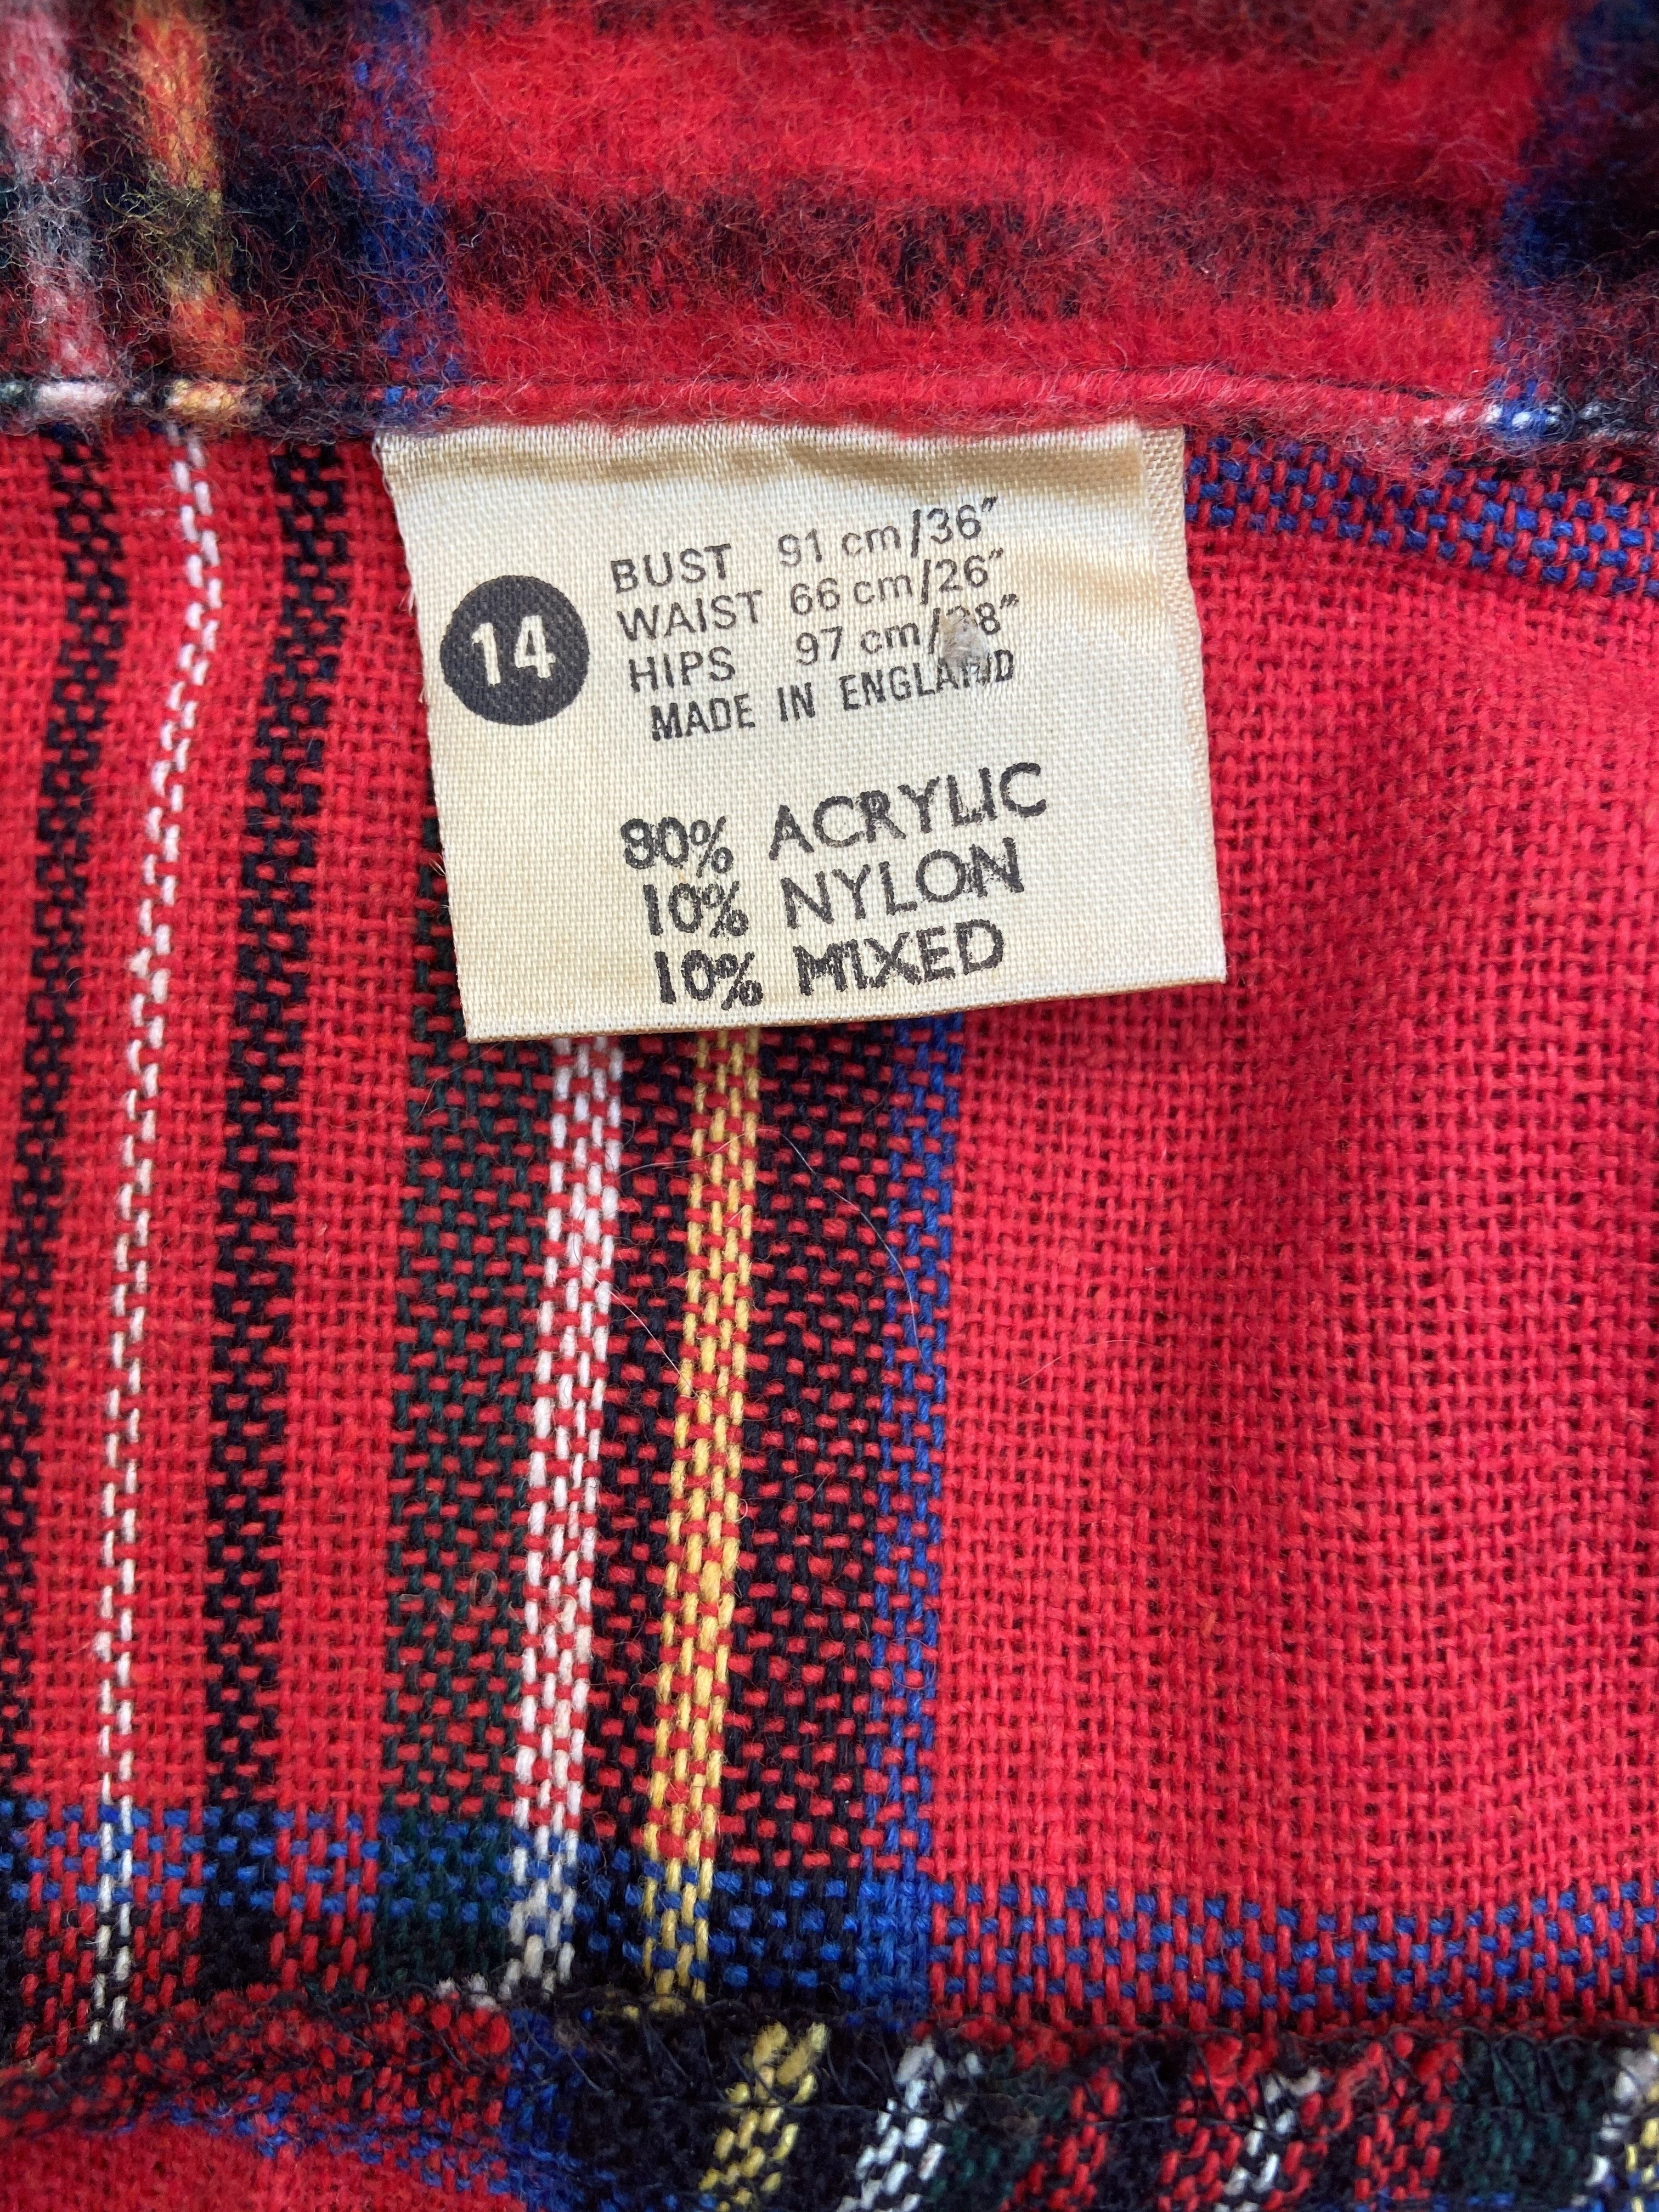 14
BUST 91 cm/36"
WAIST 66 cm/26"
HIPS 97 cm/38"
MADE IN ENGLAND
80% ACRYLIC
10% NYLON
10% MIXED